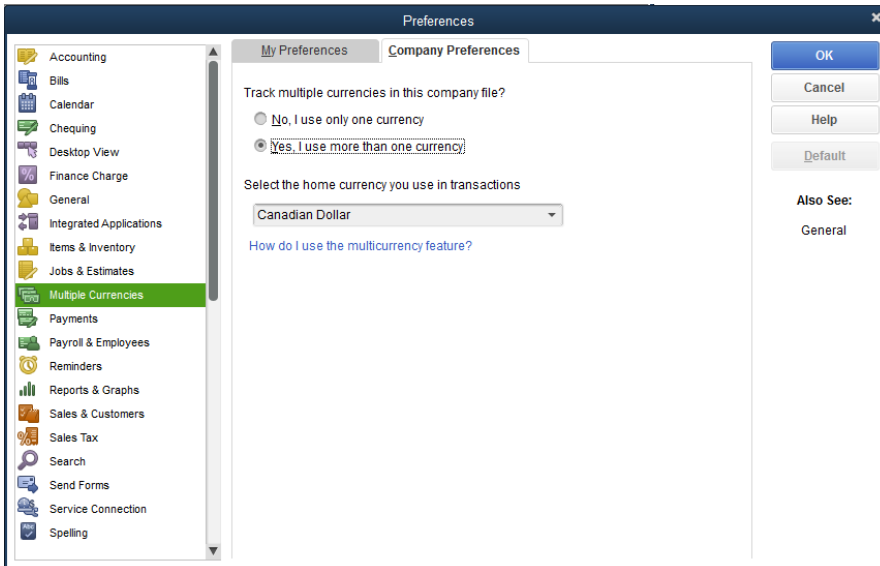 Preferences
Accounting
Bills
Calendar
Chequing
Desktop View
Finance Charge
General
Integrated Applications
Items & Inventory
Jobs & Estimates
Multiple Currencies
Payments
Payroll & Employees
Reminders
Reports & Graphs
Sales & Customers
Sales Tax
Search
Send Forms
Service Connection
Spelling
My Preferences
Company Preferences
Track multiple currencies in this company file?
No, I use only one currency
Yes, I use more than one currency
Select the home currency you use in transactions
Canadian Dollar
How do I use the multicurrency feature?
OK
Cancel
Help
Default
Also See:
General